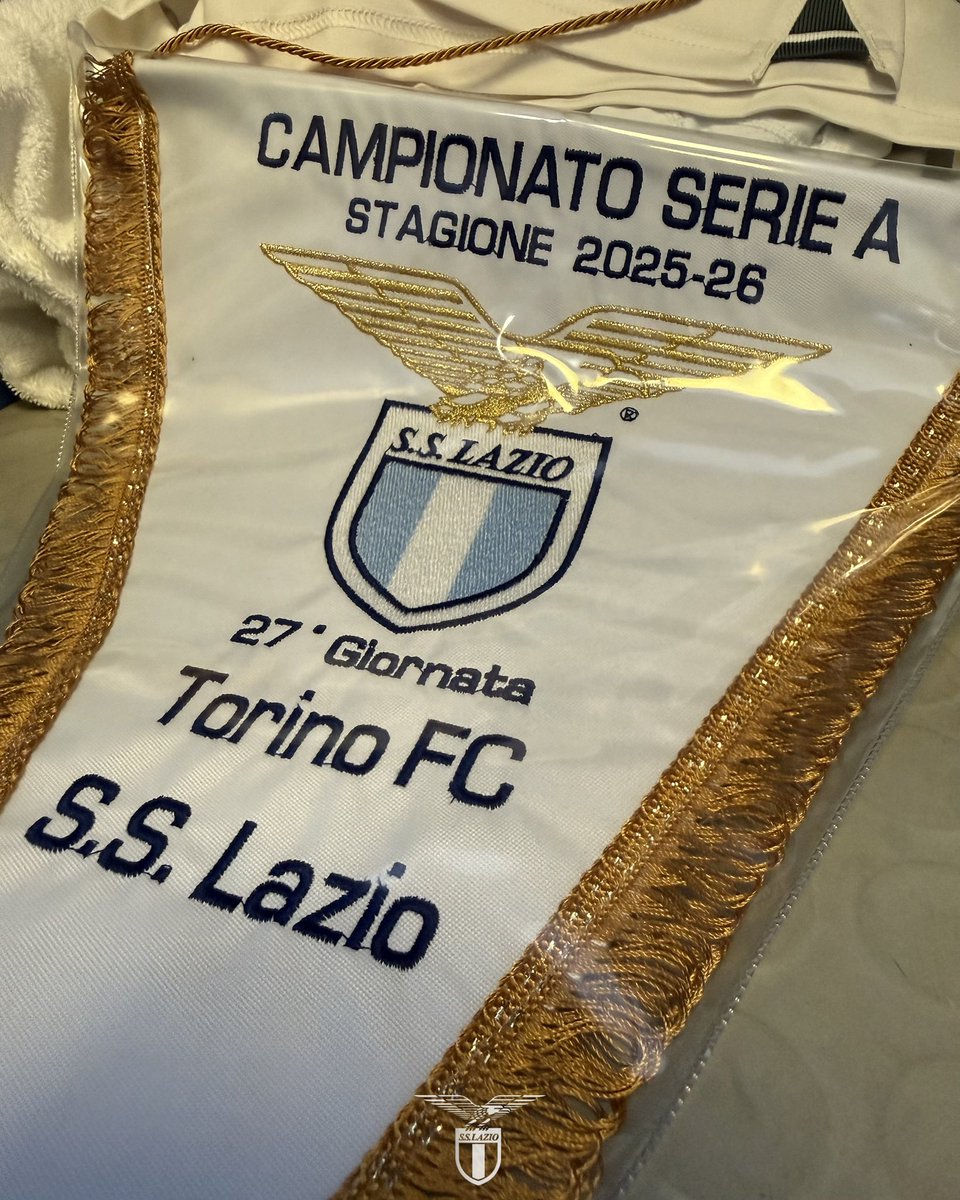 CAMPIONATO SERIE A
STAGIONE 2025-26
®
S.S. LAZIO
27° Giornata
Torino FC
S.S. Lazio
S.S. LAZIO